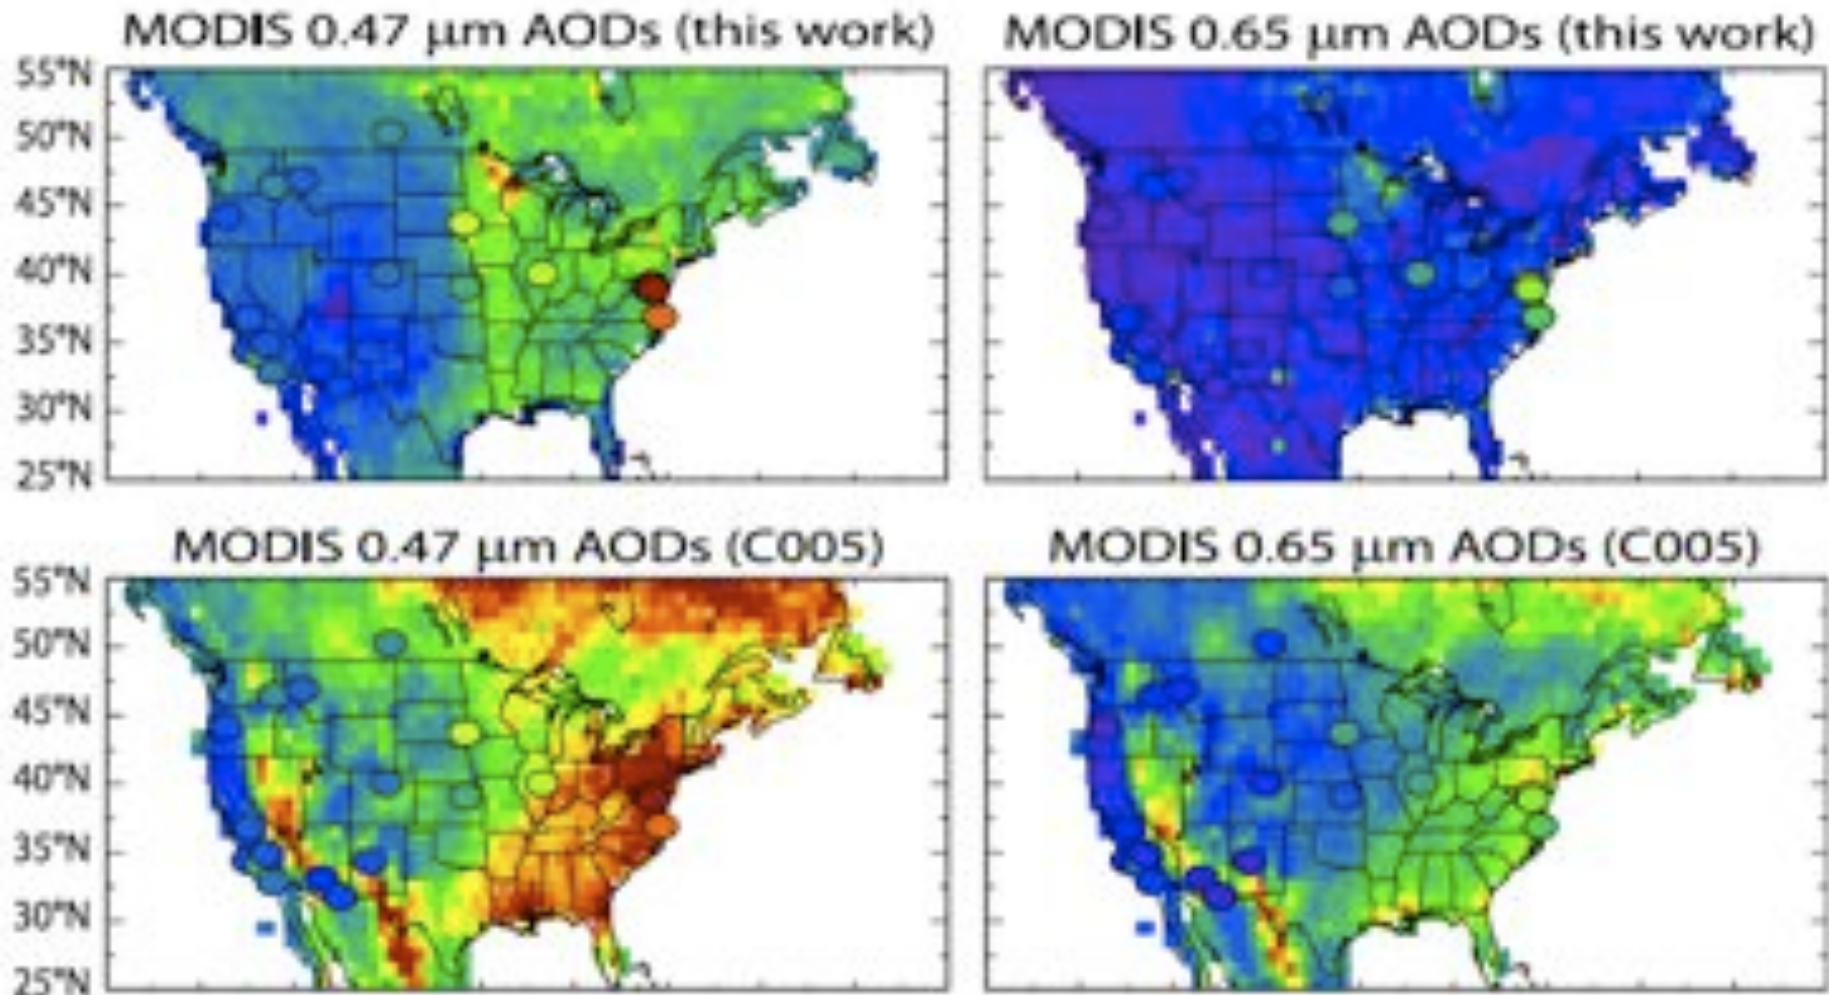 MODIS 0.47 µm AODs (this work)
MODIS 0.65 µm AODs (this work)
55°N
50°N
45°N
40°N
35°N
30°N
25°N
MODIS 0.47 µm AODs (C005)
MODIS 0.65 µm AODs (C005)
55°N
50°N
45°N
40°N
35°N
30°N
25°N